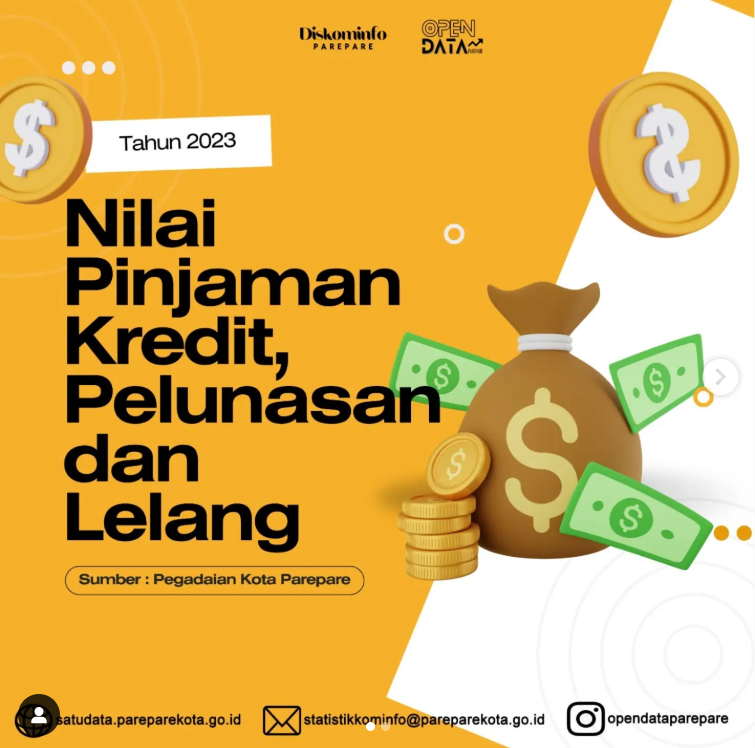 Diskominfo
PAREPARE
OPEN
DATA
Tahun 2023
Nilai
Pinjaman
Kredit,
Pelunasan
dan
Lelang
Sumber : Pegadaian Kota Parepare
satudata.pareparekota.go.id
statistikkominfo@pareparekota.go.id
opendataparepare